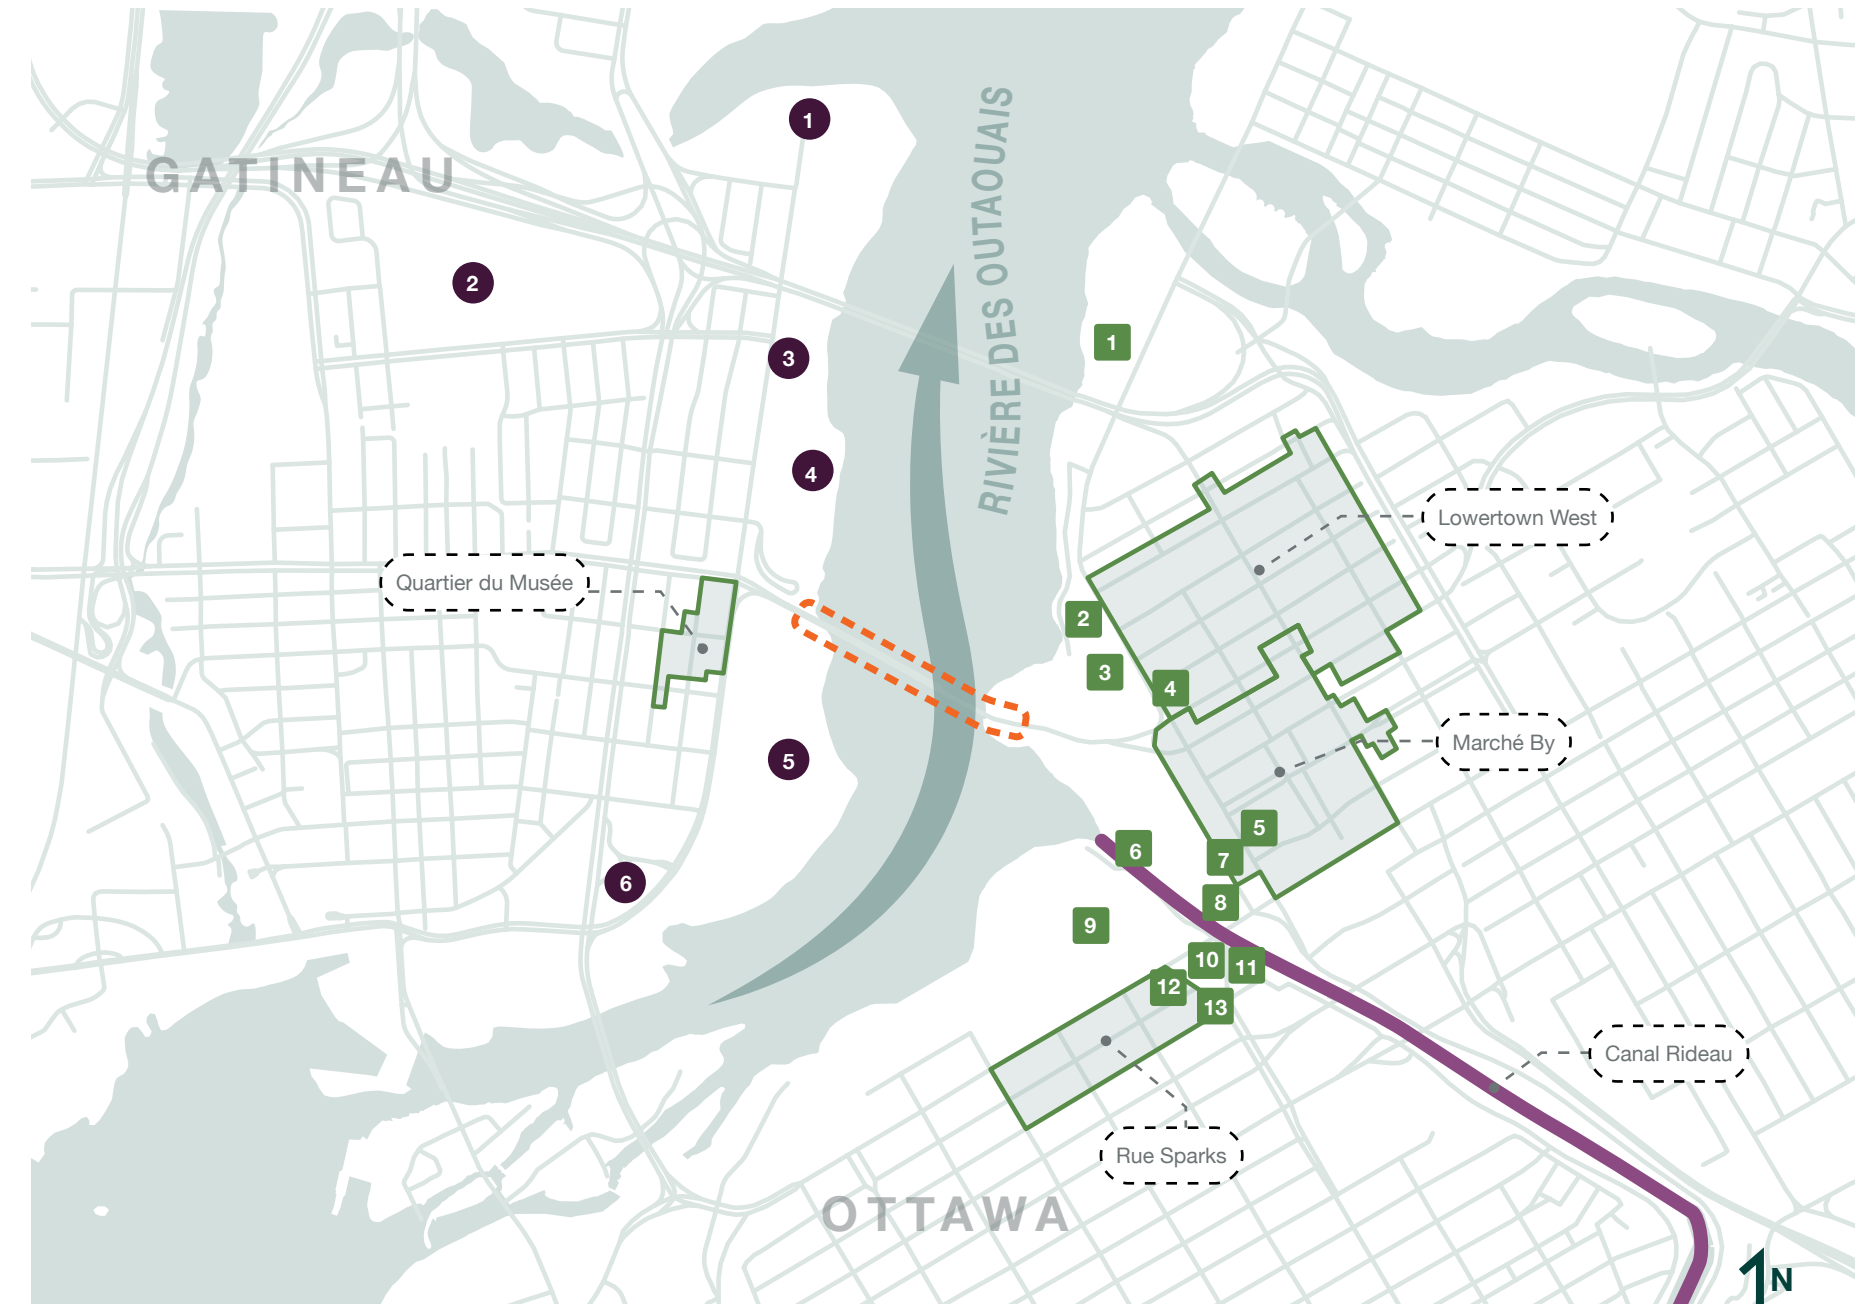 1
GATINEAU
2
RIVIÈRE DES OUTAOUAIS
1
3
4
Lowertown West
Quartier du Musée
2
3
4
Marché By
5
5
6
7
6
8
9
10
11
12
13
Canal Rideau
Rue Sparks
OTTAWA
N